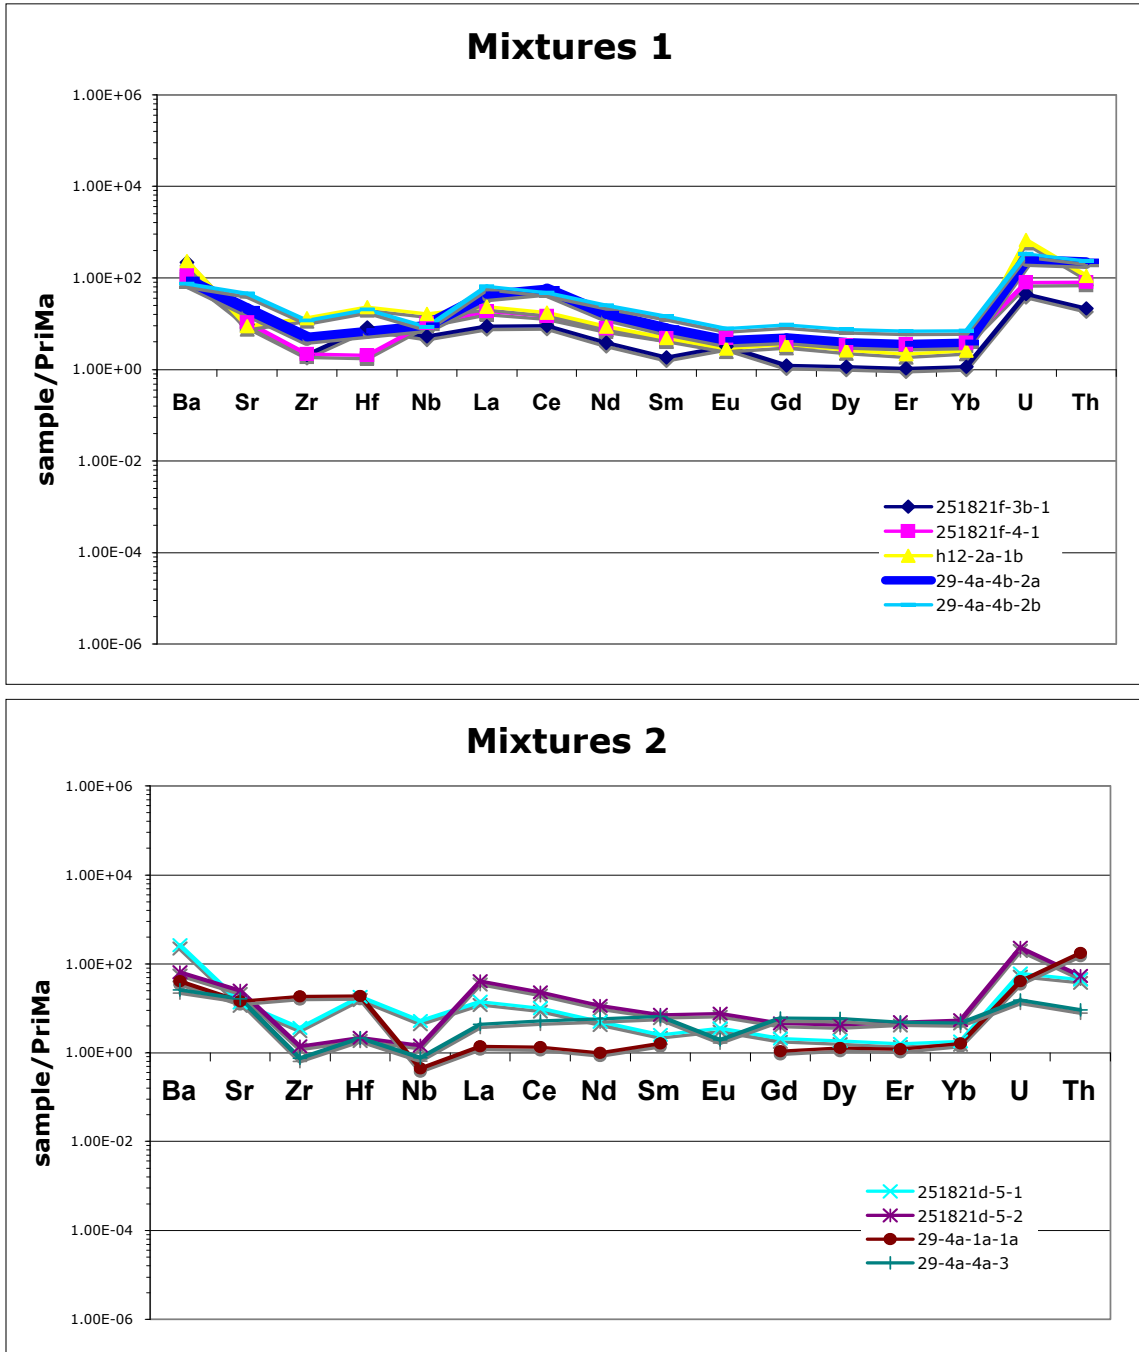 Mixtures 1
1.00E+06
1.00E+04
1.00E+02
1.00E+00
1.00E-02
1.00E-04
1.00E-06
sample/PriMa
Ba Sr Zr Hf Nb La Ce Nd Sm Eu Gd Dy Er Yb U Th
251821f-3b-1
251821f-4-1
h12-2a-1b
29-4a-4b-2a
29-4a-4b-2b
Mixtures 2
1.00E+06
1.00E+04
1.00E+02
1.00E+00
1.00E-02
1.00E-04
1.00E-06
sample/PriMa
Ba Sr Zr Hf Nb La Ce Nd Sm Eu Gd Dy Er Yb U Th
251821d-5-1
251821d-5-2
29-4a-1a-1a
29-4a-4a-3